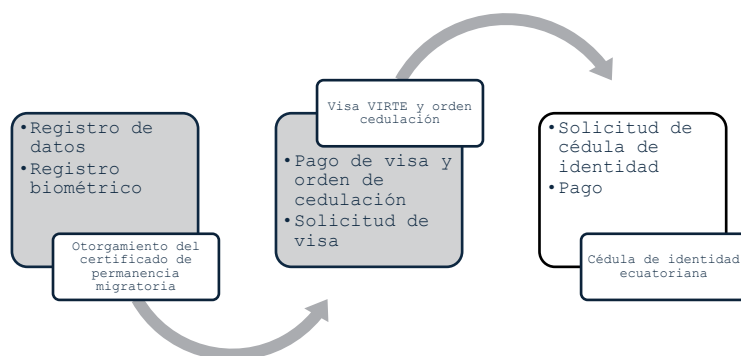 •Registro de
datos
•Registro
biométrico
Otorgamiento del
certificado de
permanencia
migratoria
Visa VIRTE y orden
cedulación
•Pago de visa y
orden de
cedulación
•Solicitud de
visa
•Solicitud de
cédula de
identidad
•Pago
Cédula de identidad
ecuatoriana